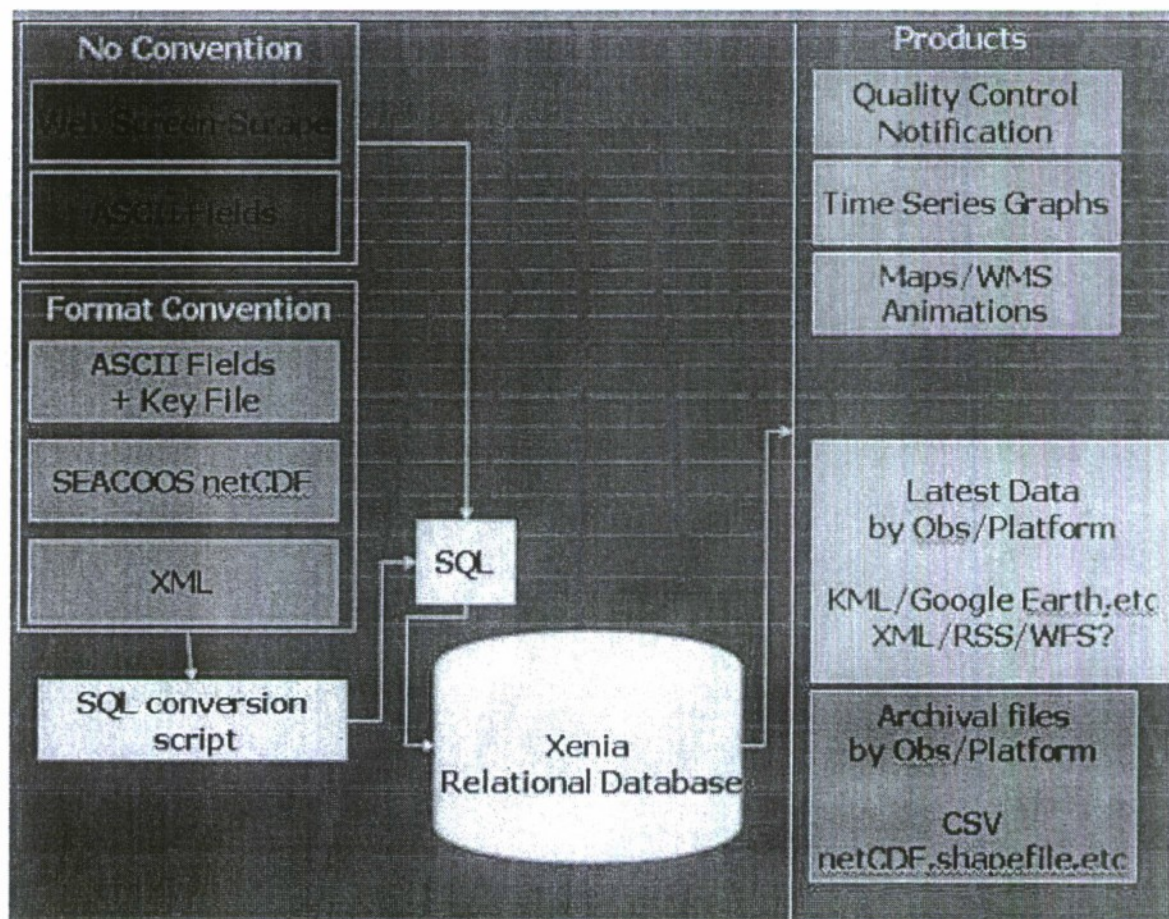 No Convention
Web Screen-Scrape
ASCII Fields
Format Convention
ASCII Fields
+ Key File
SEACOOS netCDF
XML
SQL conversion
script
SQL
Xenia
Relational Database
Products
Quality Control
Notification
Time Series Graphs
Maps/WMS
Animations
Latest Data
by Obs/Platform
KML/Google Earth,etc
XML/RSS/WFS?
Archival files
by Obs/Platform
CSV
netCDF,shapefile,etc